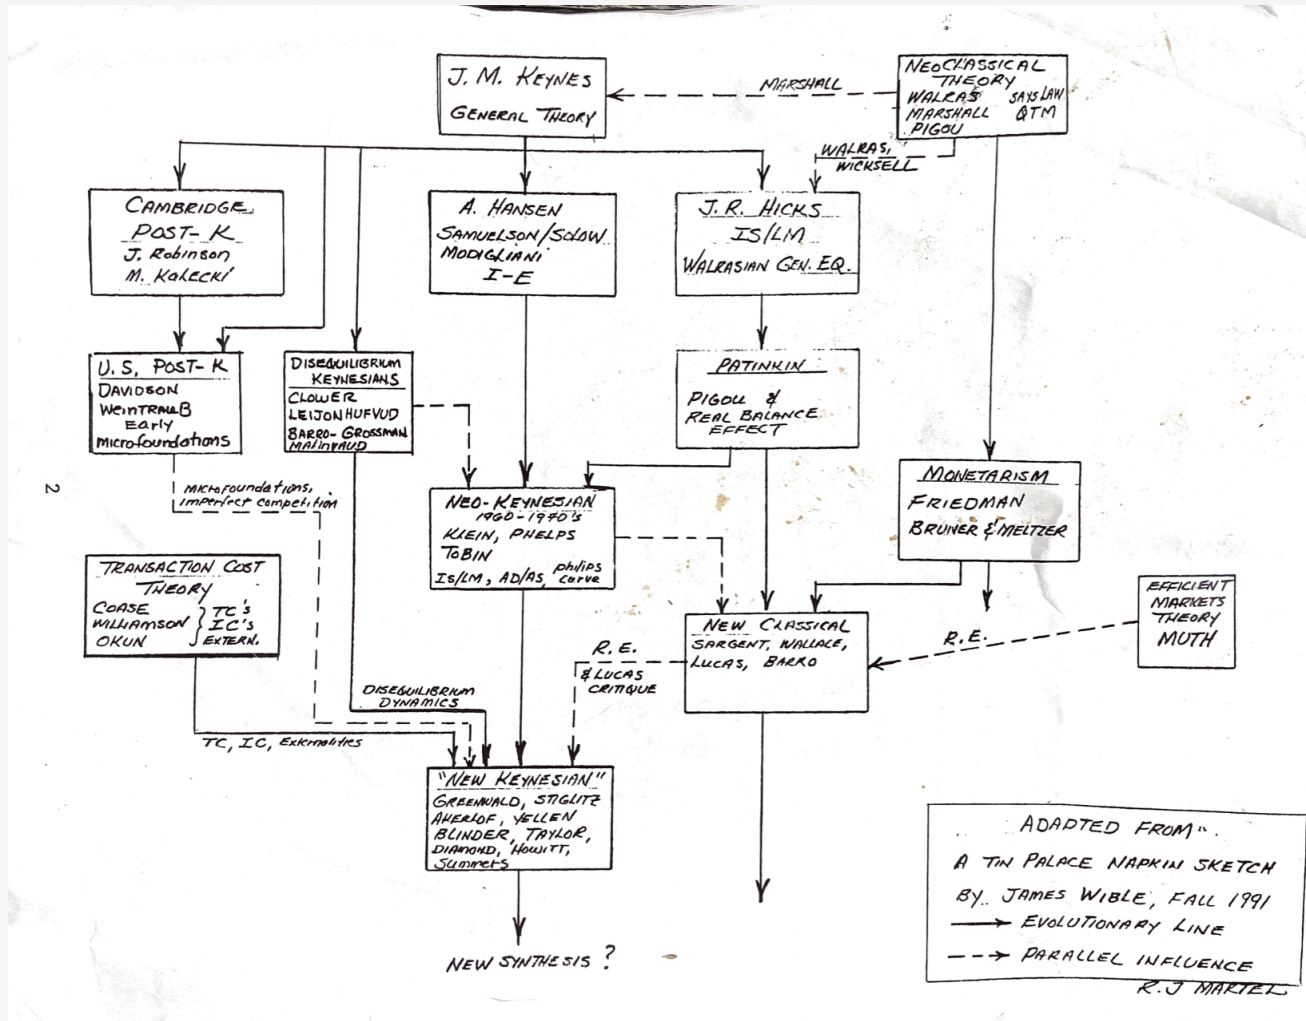 J. M. KEYNES
GENERAL THEORY
MARSHALL
NEOCLASSICAL
THEORY
WALRAS SAYS LAW
MARSHALL QTM
PIGOU
WALRAS,
WICKSELL
CAMBRIDGE
POST-K
J. Robinson
M. KALECKI
A. HANSEN
SAMUELSON/SOLOW
MODIGLIANI
I-E
J. R. HICKS
IS/LM
WALRASIAN GEN. EQ.
U.S. POST-K
DAVIDSON
WEINTRAUB
Early
microfoundations
DISEQUILIBRIUM
KEYNESIANS
CLOWER
LEIJONHUFVUD
BARRO-GROSSMAN
MALINVAUD
PATINKIN
PIGOU &
REAL BALANCE
EFFECT
MONETARISM
FRIEDMAN
BRUNER & MELTZER
2
microfoundations,
imperfect competition
NEO-KEYNESIAN
1960-1970's
KLEIN, PHELPS
TOBIN
IS/LM, AD/AS, philips
curve
TRANSACTION COST
THEORY
COASE
WILLIAMSON
OKUN
TC's
IC's
EXTERN.
EFFICIENT
MARKETS
THEORY
MUTH
NEW CLASSICAL
SARGENT, WALLACE,
LUCAS, BARRO
R.E.
R.E.
& LUCAS
CRITIQUE
DISEQUILIBRIUM
DYNAMICS
TC, IC, Externalities
"NEW KEYNESIAN"
GREENWALD, STIGLITZ
AKERLOF, YELLEN
BLINDER, TAYLOR,
DIAMOND, HOWITT,
Summers
NEW SYNTHESIS ?
ADAPTED FROM
A TIN PALACE NAPKIN SKETCH
BY JAMES WIBLE, FALL 1991
EVOLUTIONARY LINE
PARALLEL INFLUENCE
R.J MARTEL